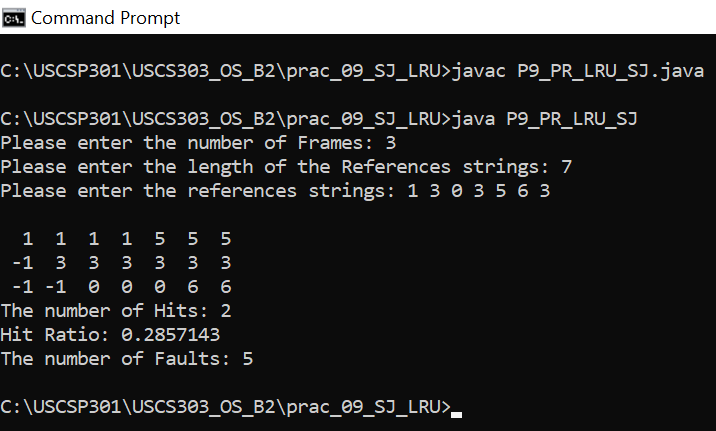 Command Prompt
C:\USCSP301\USCS303_OS_B2\prac_09_SJ_LRU>javac P9_PR_LRU_SJ.java
C:\USCSP301\USCS303_OS_B2\prac_09_SJ_LRU>java P9_PR_LRU_SJ
Please enter the number of Frames: 3
Please enter the length of the References strings: 7
Please enter the references strings: 1 3 0 3 5 6 3
1 1 1 1 5 5 5
-1 3 3 3 3 3 3
-1 -1 0 0 0 6 6
The number of Hits: 2
Hit Ratio: 0.2857143
The number of Faults: 5
C:\USCSP301\USCS303_OS_B2\prac_09_SJ_LRU>